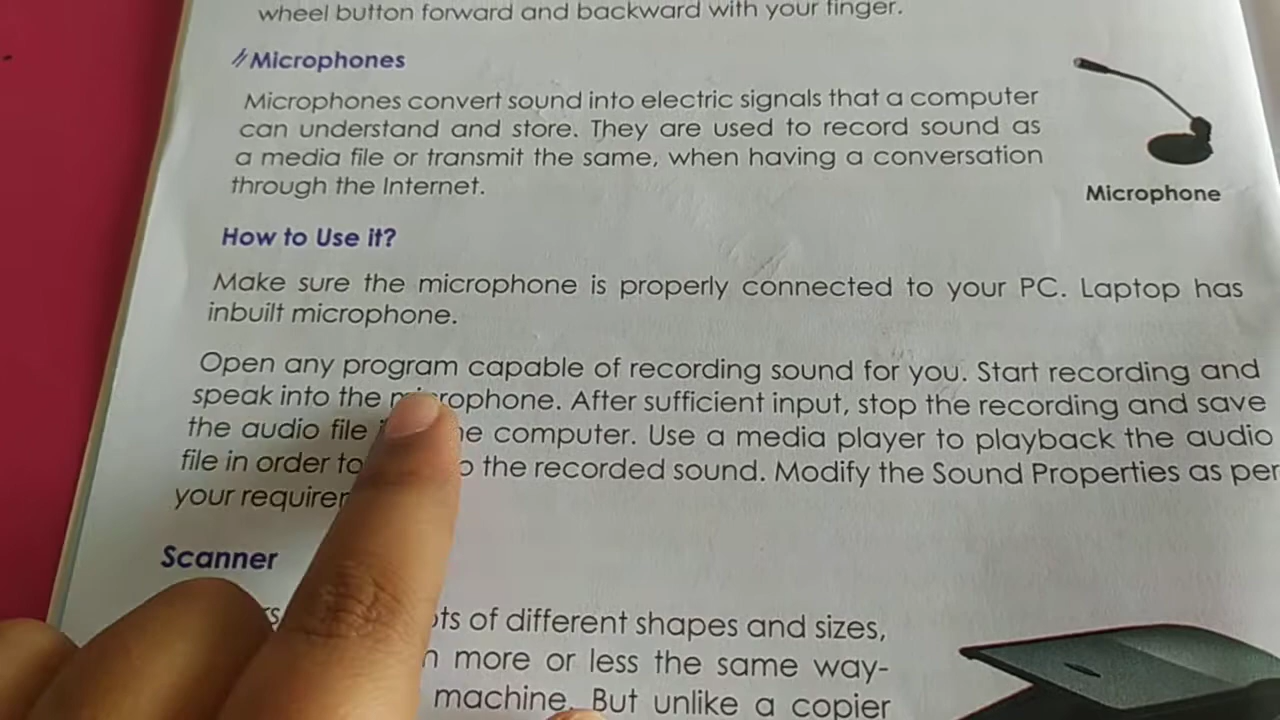 wheel button forward and backward with your finger.
Microphones
Microphones convert sound into electric signals that a computer
can understand and store. They are used to record sound as
a media file or transmit the same, when having a conversation
through the Internet.
Microphone
How to Use it?
Make sure the microphone is properly connected to your PC. Laptop has
inbuilt microphone.
Open any program capable of recording sound for you. Start recording and
speak into the microphone. After sufficient input, stop the recording and save
the audio file computer. Use a media player to playback the audio
file in order to the recorded sound. Modify the Sound Properties as per
your
Scanner
of different shapes and sizes,
more or less the same way-
machine. But unlike a copier